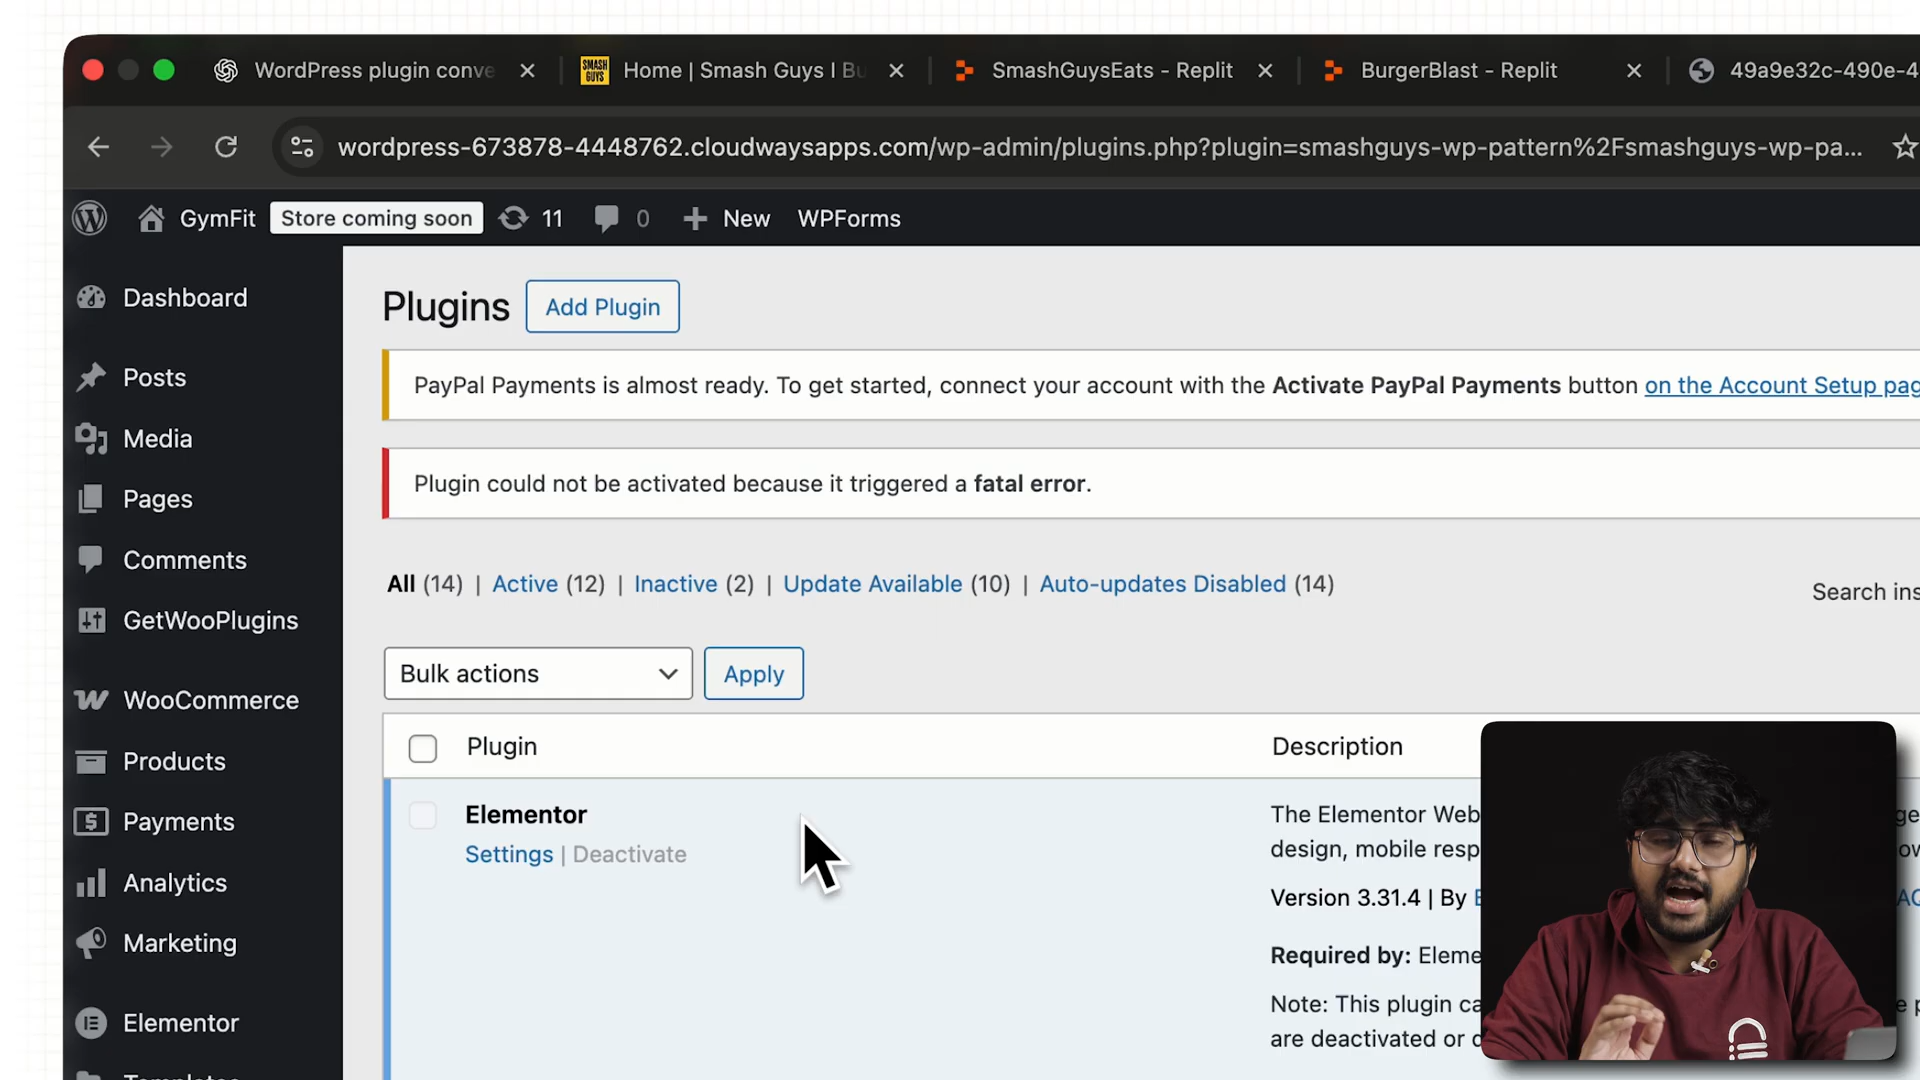 WordPress plugin conve
SMASH GUYS
Home | Smash Guys I Bu
SmashGuysEats - Replit
BurgerBlast - Replit
49a9e32c-490e-4
wordpress-673878-4448762.cloudwaysapps.com/wp-admin/plugins.php?plugin=smashguys-wp-pattern%2Fsmashguys-wp-pa...
GymFit Store coming soon 11 0 New WPForms
Dashboard
Posts
Media
Pages
Comments
GetWooPlugins
WooCommerce
Products
Payments
Analytics
Marketing
Elementor
Plugins Add Plugin
PayPal Payments is almost ready. To get started, connect your account with the Activate PayPal Payments button on the Account Setup pag
Plugin could not be activated because it triggered a fatal error.
All (14) | Active (12) | Inactive (2) | Update Available (10) | Auto-updates Disabled (14)
Search ins
Bulk actions Apply
Plugin Description
Elementor
Settings | Deactivate
The Elementor Web
design, mobile resp
Version 3.31.4 | By
Required by: Eleme
Note: This plugin ca
are deactivated or